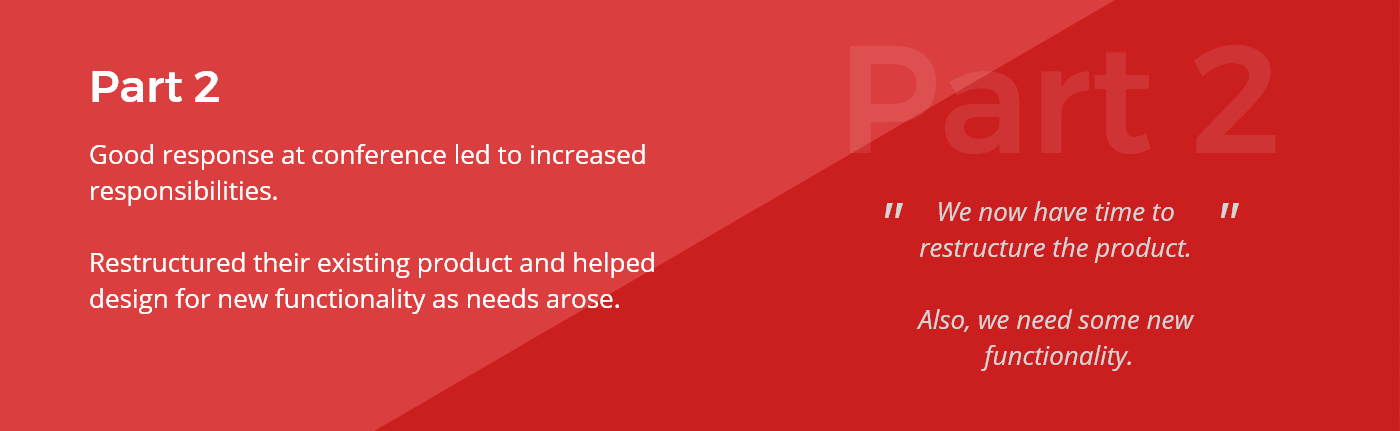 Part 2
Good response at conference led to increased
responsibilities.
Restructured their existing product and helped
design for new functionality as needs arose.
Part 2
" We now have time to "
restructure the product.
Also, we need some new
functionality.